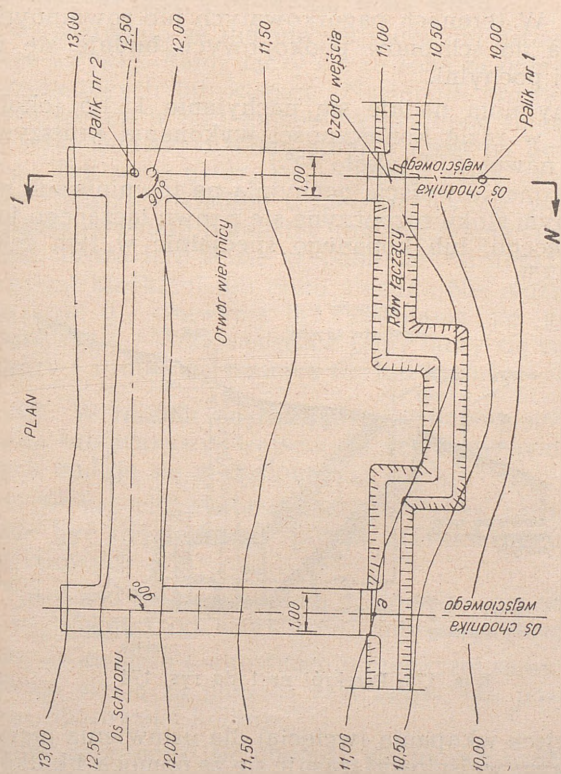 PLAN
1
N
13,00
12,50
12,00
11,50
11,00
10,50
10,00
Palik nr 2
90°
Otwór wiertnicy
1,00
Czoło wejścia
b
Oś chodnika
wejściowego
Palik nr 1
Rów łączący
13,00
12,50
Oś schronu
12,00
11,50
11,00
10,50
10,00
90°
1,00
a
Oś chodnika
wejściowego